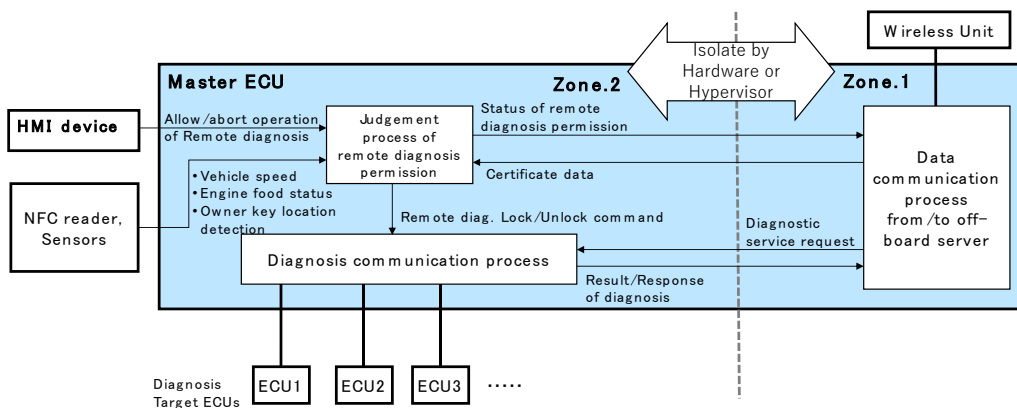 Wireless Unit
Isolate by
Hardware or
Hypervisor
Master ECU
Zone.2
Zone.1
HMI device
Allow/abort operation
of Remote diagnosis
Judgement
process of
remote diagnosis
permission
Status of remote
diagnosis permission
Certificate data
Data
communication
process
from/to off-
board server
NFC reader,
Sensors
•Vehicle speed
•Engine food status
•Owner key location
detection
Remote diag. Lock/Unlock command
Diagnostic
service request
Diagnosis communication process
Result/Response
of diagnosis
Diagnosis
Target ECUs
ECU1
ECU2
ECU3
.....